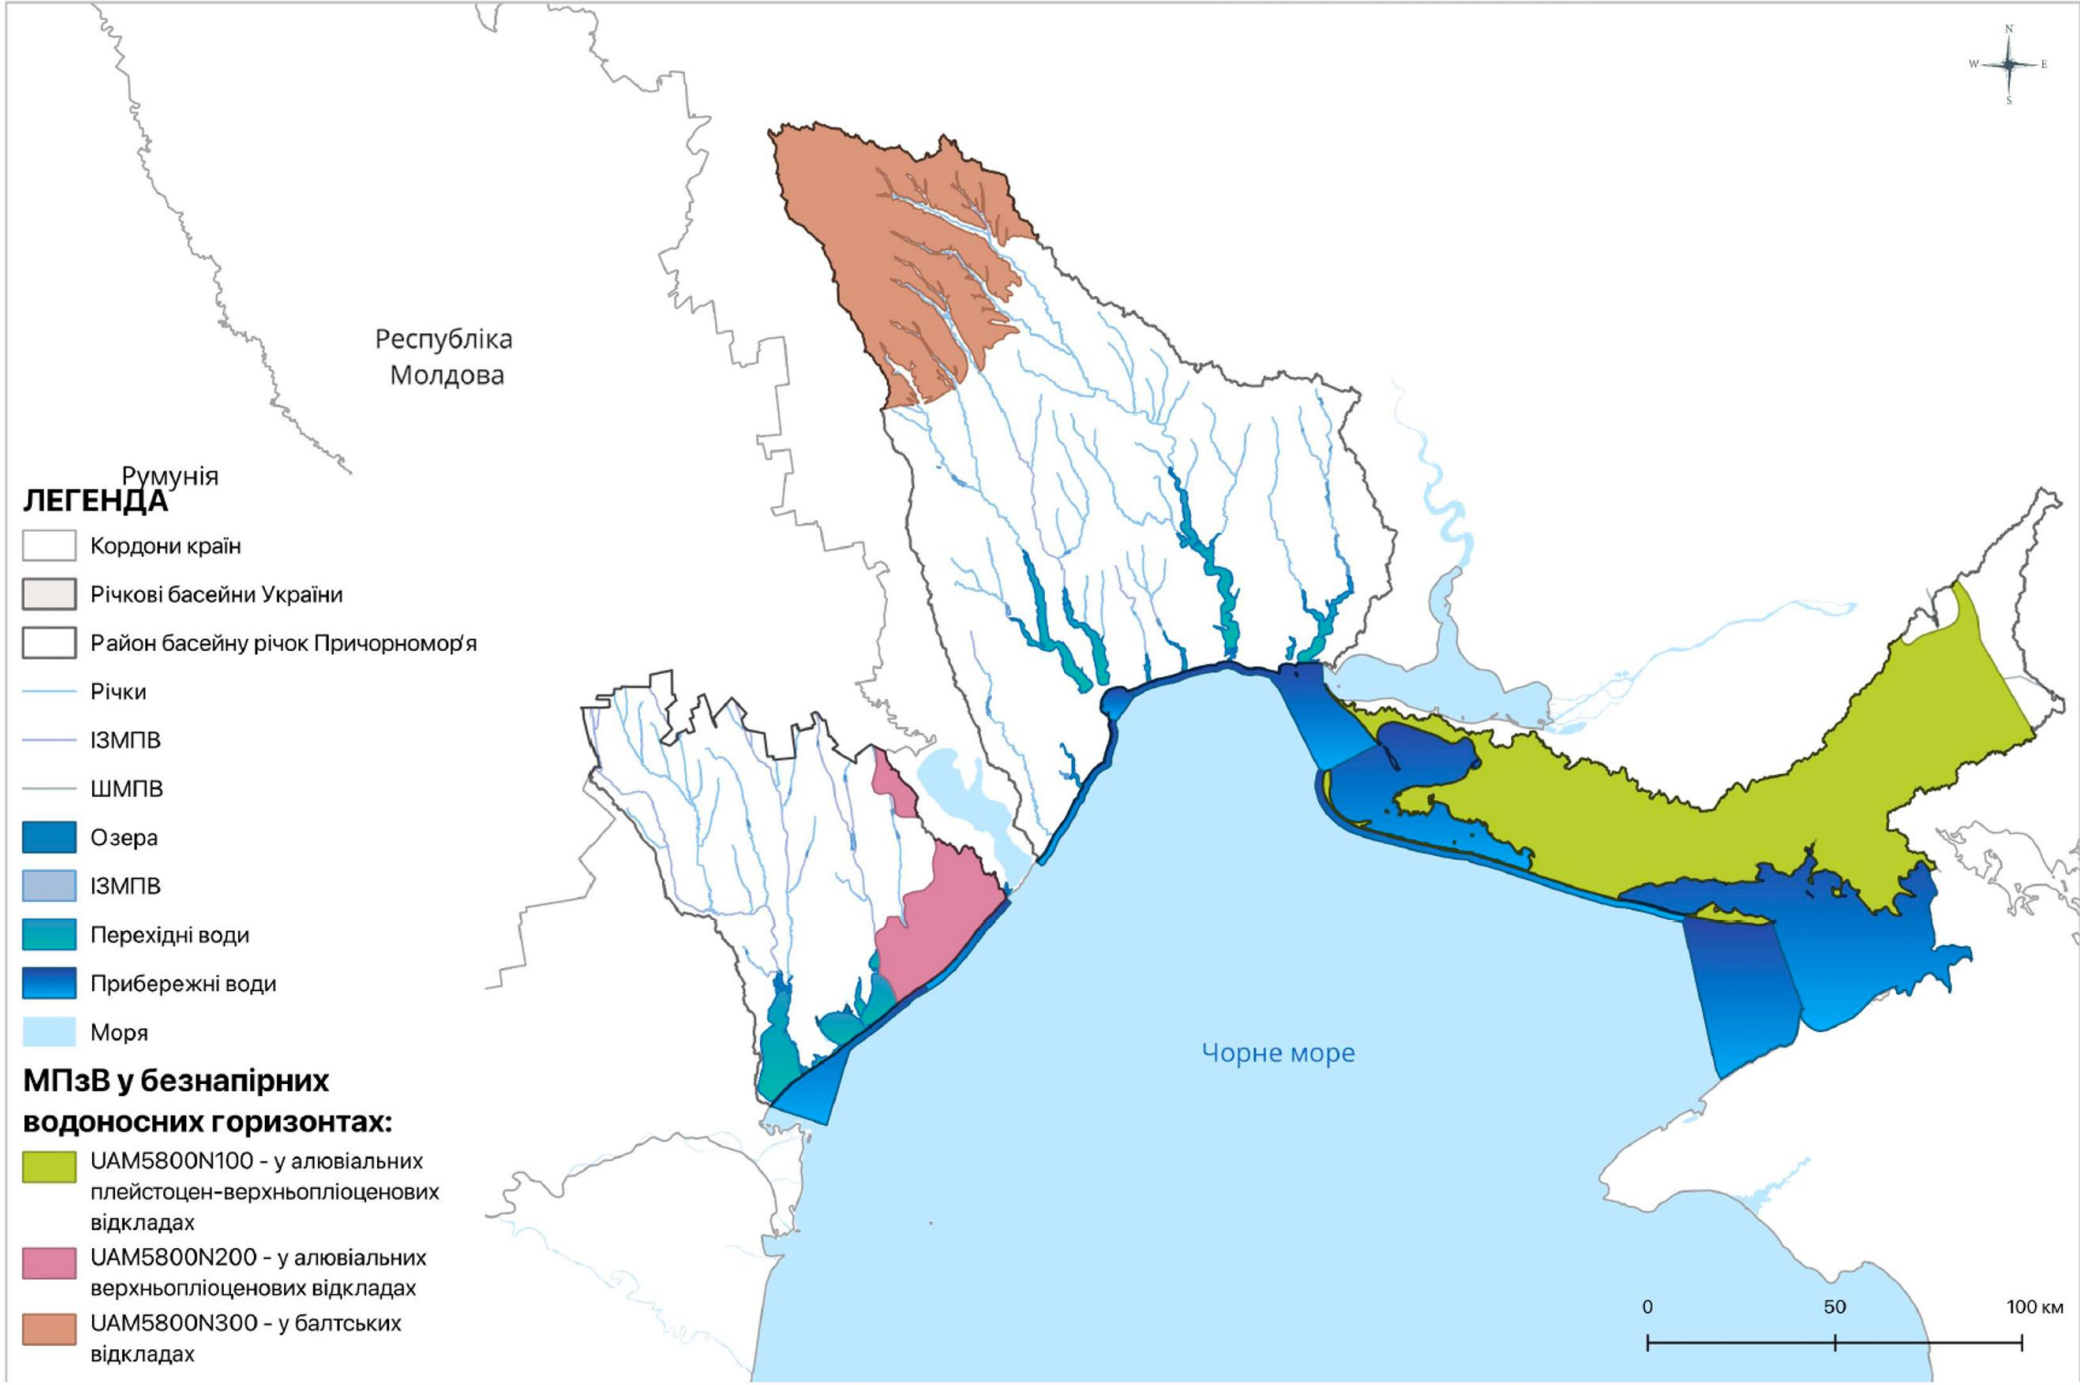 N
W E
S
Республіка
Молдова
Румунія
ЛЕГЕНДА
Кордони країн
Річкові басейни України
Район басейну річок Причорномор'я
Річки
ІЗМПВ
ШМПВ
Озера
ІЗМПВ
Перехідні води
Прибережні води
Моря
МПзВ у безнапірних
водоносних горизонтах:
UAM5800N100 - у алювіальних
плейстоцен-верхньопліоценових
відкладах
UAM5800N200 - у алювіальних
верхньопліоценових відкладах
UAM5800N300 - у балтських
відкладах
Чорне море
0 50 100 км